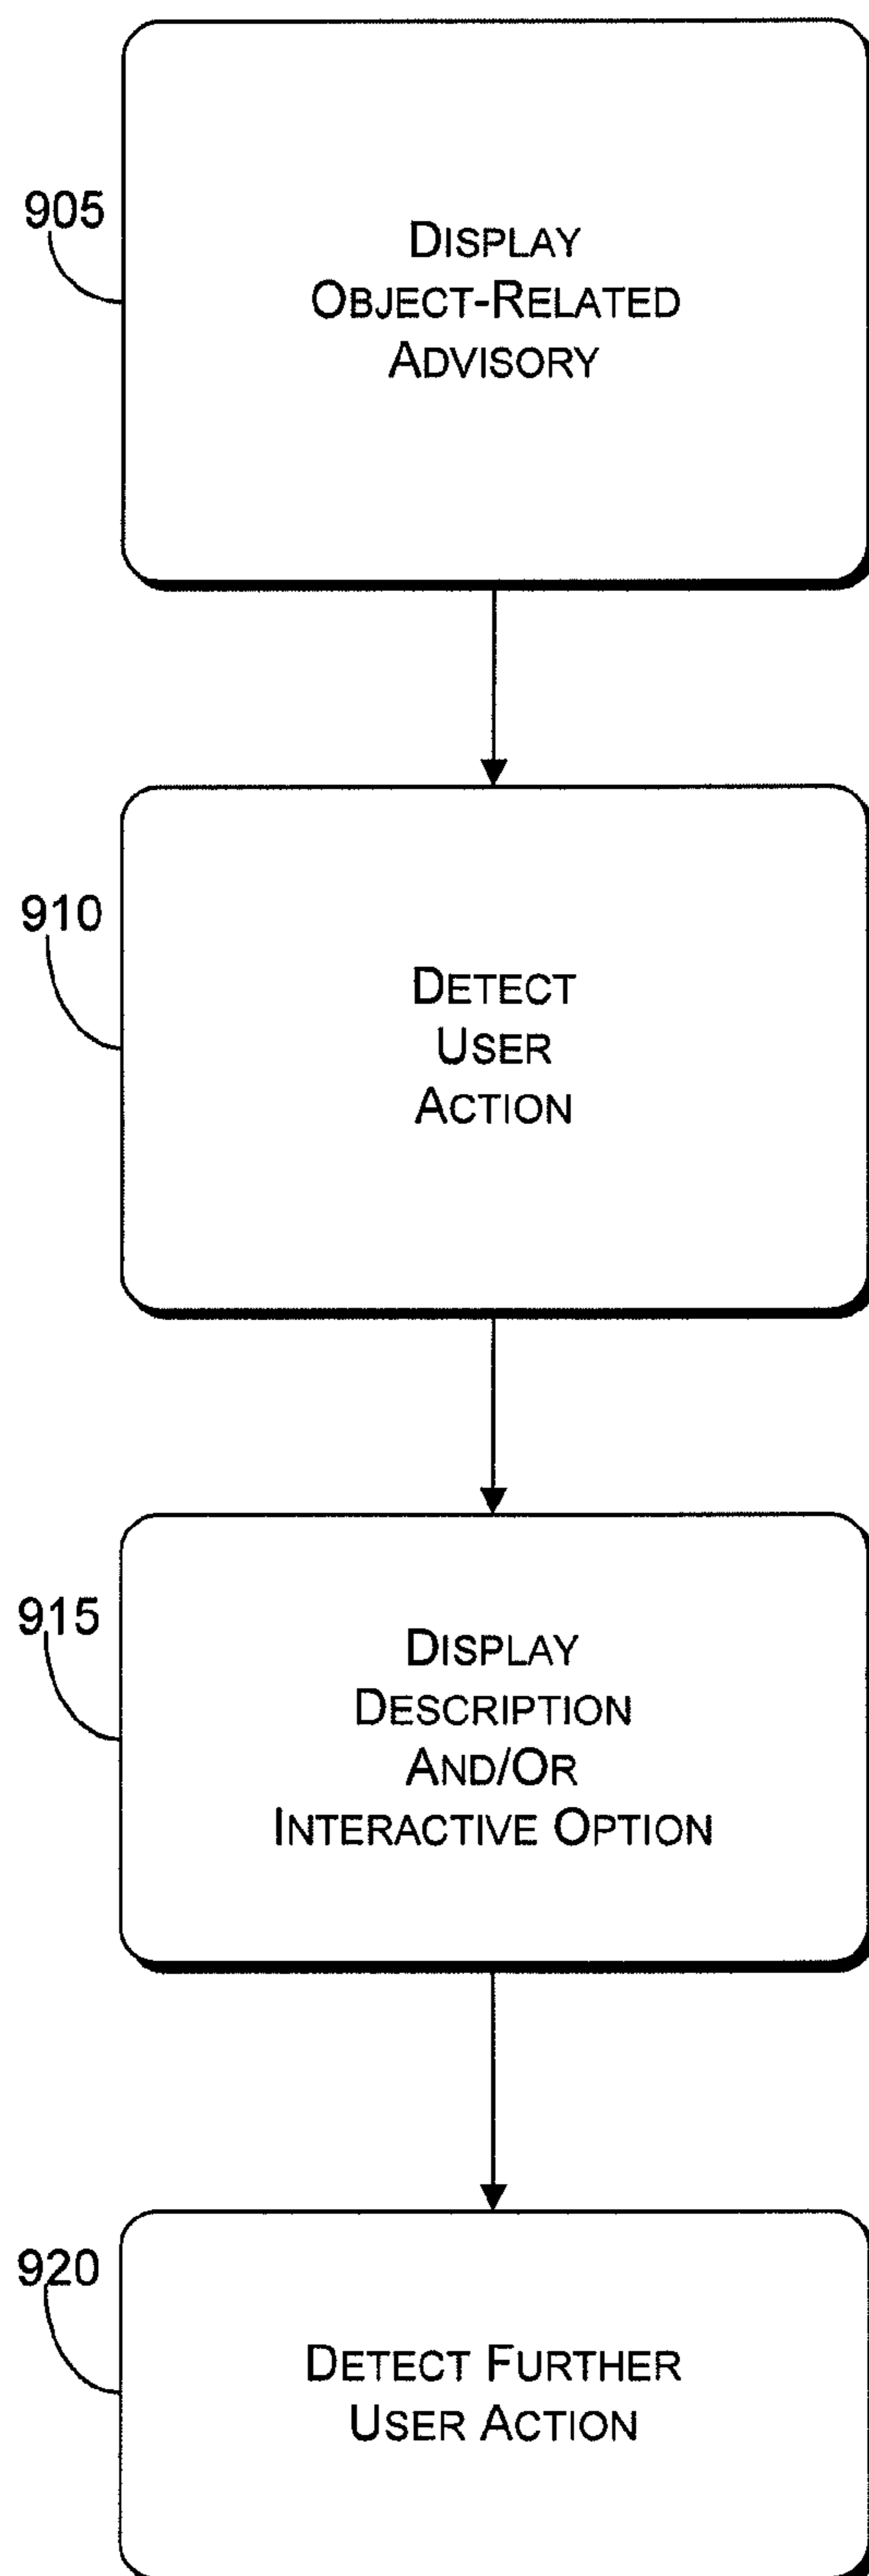 905
DISPLAY
OBJECT-RELATED
ADVISORY
910
DETECT
USER
ACTION
915
DISPLAY
DESCRIPTION
AND/OR
INTERACTIVE OPTION
920
DETECT FURTHER
USER ACTION